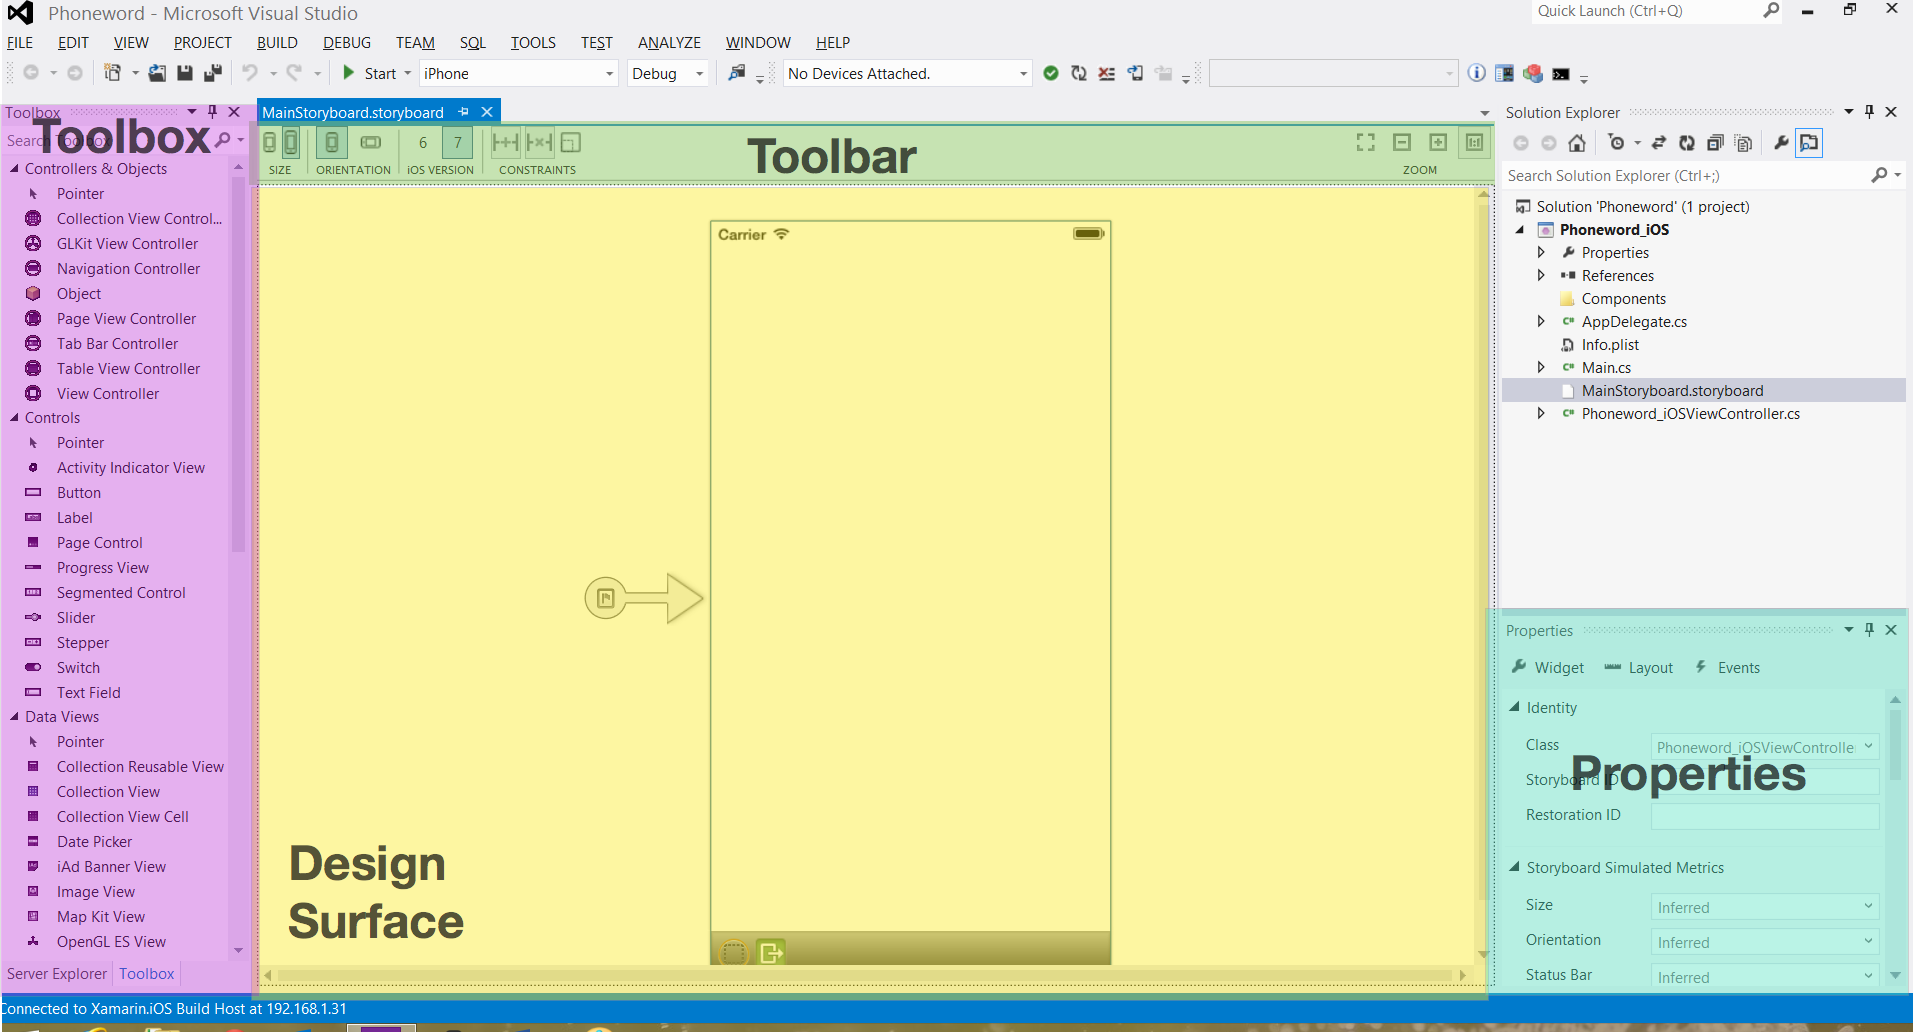 Phoneword - Microsoft Visual Studio
Quick Launch (Ctrl+Q)
FILE EDIT VIEW PROJECT BUILD DEBUG TEAM SQL TOOLS TEST ANALYZE WINDOW HELP
Start iPhone Debug No Devices Attached.
Toolbox
Toolbox
Search Toolbox
Controllers & Objects
Pointer
Collection View Control...
GLKit View Controller
Navigation Controller
Object
Page View Controller
Tab Bar Controller
Table View Controller
View Controller
Controls
Pointer
Activity Indicator View
Button
Label
Page Control
Progress View
Segmented Control
Slider
Stepper
Switch
Text Field
Data Views
Pointer
Collection Reusable View
Collection View
Collection View Cell
Date Picker
iAd Banner View
Image View
Map Kit View
OpenGL ES View
Server Explorer Toolbox
MainStoryboard.storyboard
6 7
SIZE ORIENTATION iOS VERSION CONSTRAINTS
Toolbar
1:1
ZOOM
Carrier
Design
Surface
Solution Explorer
Search Solution Explorer (Ctrl+;)
Solution 'Phoneword' (1 project)
Phoneword_iOS
Properties
References
Components
AppDelegate.cs
Info.plist
Main.cs
MainStoryboard.storyboard
Phoneword_iOSViewController.cs
Properties
Widget Layout Events
Identity
Class Phoneword_iOSViewControlle
Properties
Storyboard ID
Restoration ID
Storyboard Simulated Metrics
Size Inferred
Orientation Inferred
Status Bar Inferred
Connected to Xamarin.iOS Build Host at 192.168.1.31